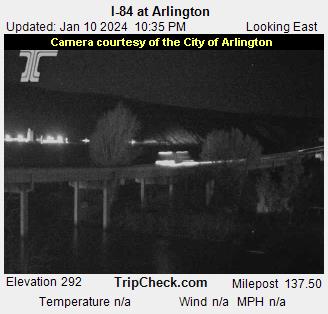 I-84 at Arlington
Updated: Jan 10 2024 10:35 PM Looking East
Camera courtesy of the City of Arlington
Elevation 292 TripCheck.com Milepost 137.50
Temperature n/a Wind n/a MPH n/a